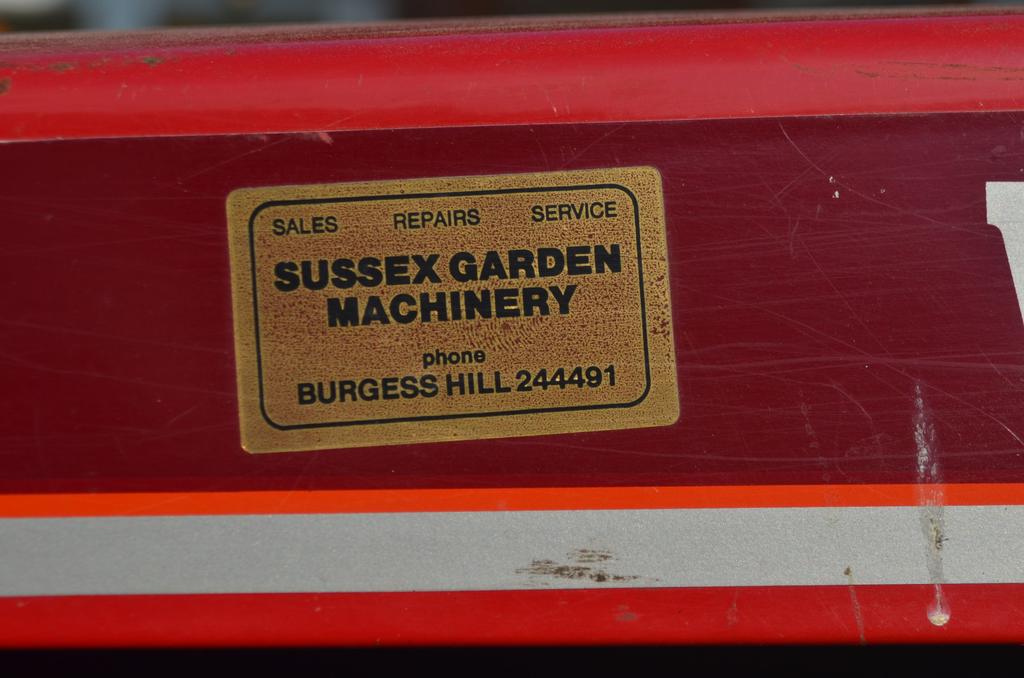 SALES REPAIRS SERVICE
SUSSEX GARDEN
MACHINERY
phone
BURGESS HILL 244491